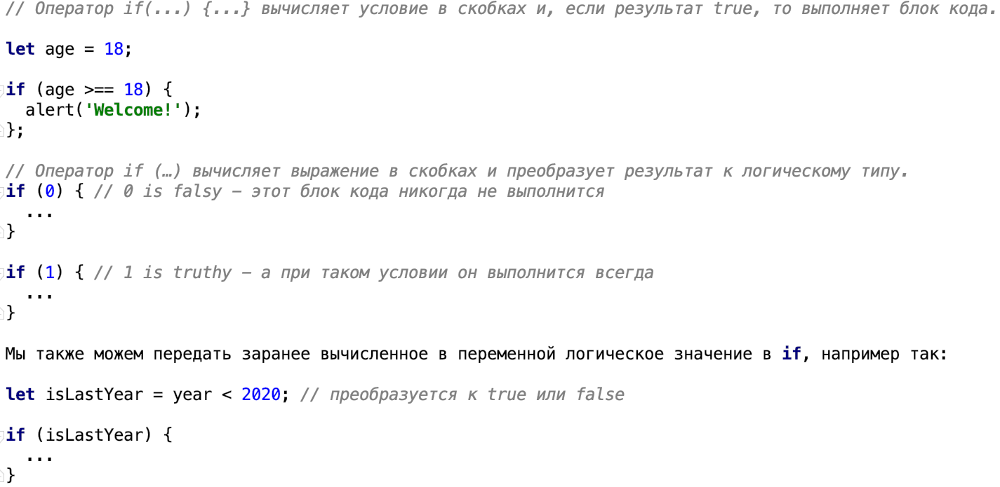 // Оператор if(...) {...} вычисляет условие в скобках и, если результат true, то выполняет блок кода.
let age = 18;
if (age >== 18) {
  alert('Welcome!');
};
// Оператор if (…) вычисляет выражение в скобках и преобразует результат к логическому типу.
if (0) { // 0 is falsy – этот блок кода никогда не выполнится
  ...
}
if (1) { // 1 is truthy – а при таком условии он выполнится всегда
  ...
}
Мы также можем передать заранее вычисленное в переменной логическое значение в if, например так:
let isLastYear = year < 2020; // преобразуется к true или false
if (isLastYear) {
  ...
}